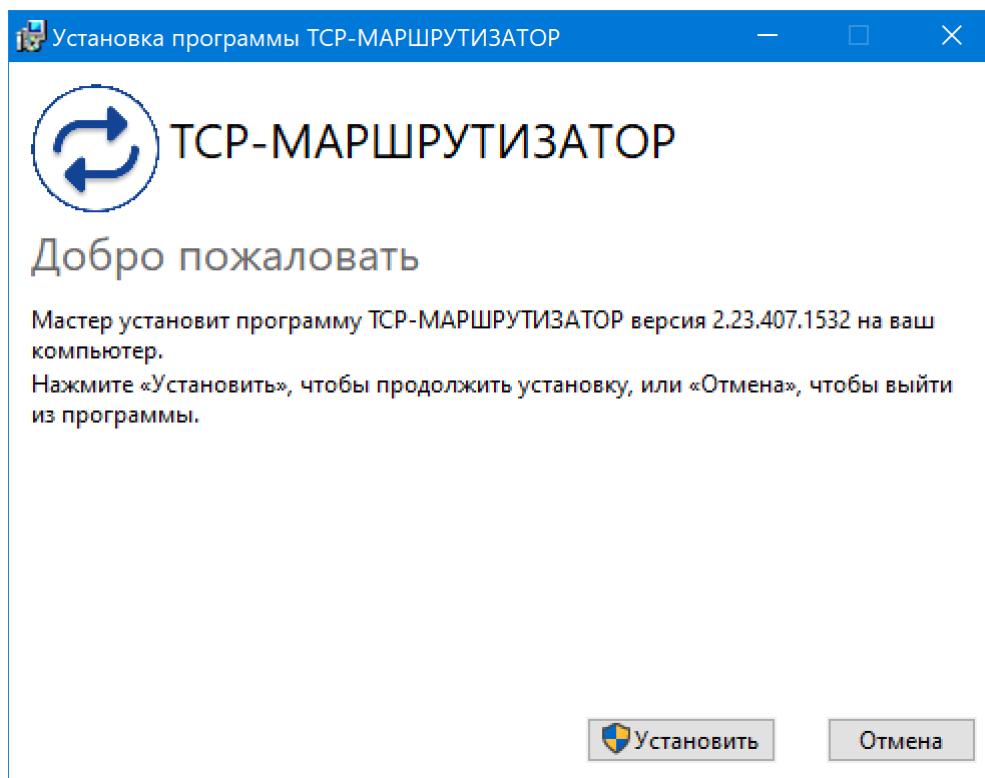 Установка программы TCP-МАРШРУТИЗАТОР
TCP-МАРШРУТИЗАТОР
Добро пожаловать
Мастер установит программу TCP-МАРШРУТИЗАТОР версия 2.23.407.1532 на ваш
компьютер.
Нажмите «Установить», чтобы продолжить установку, или «Отмена», чтобы выйти
из программы.
Установить Отмена